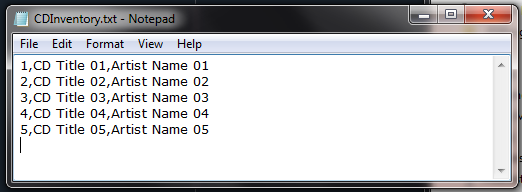 CDInventory.txt - Notepad
File Edit Format View Help
1,CD Title 01,Artist Name 01
2,CD Title 02,Artist Name 02
3,CD Title 03,Artist Name 03
4,CD Title 04,Artist Name 04
5,CD Title 05,Artist Name 05